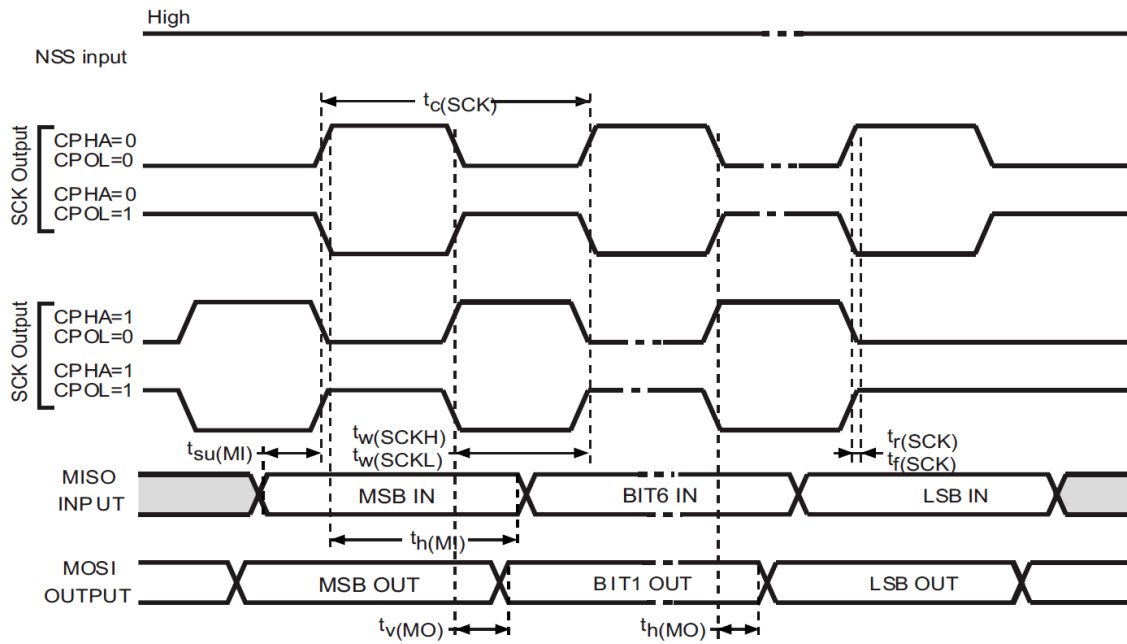 High
NSS input
tc(SCK)
SCK Output
CPHA=0
CPOL=0
CPHA=0
CPOL=1
SCK Output
CPHA=1
CPOL=0
CPHA=1
CPOL=1
tsu(MI)
tw(SCKH)
tw(SCKL)
tr(SCK)
tf(SCK)
MISO
INPUT
MSB IN
BIT6 IN
LSB IN
th(MI)
MOSI
OUTPUT
MSB OUT
BIT1 OUT
LSB OUT
tv(MO)
th(MO)